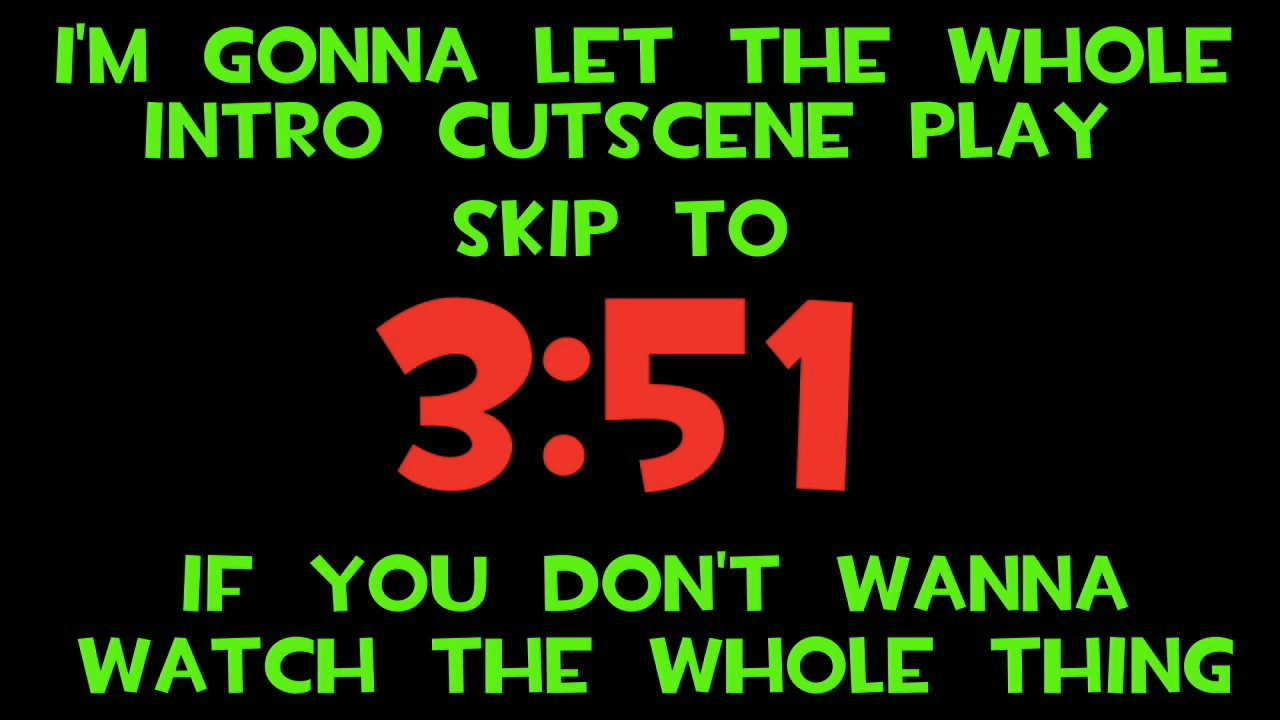 I'M GONNA LET THE WHOLE
INTRO CUTSCENE PLAY
SKIP TO
3:51
IF YOU DON'T WANNA
WATCH THE WHOLE THING